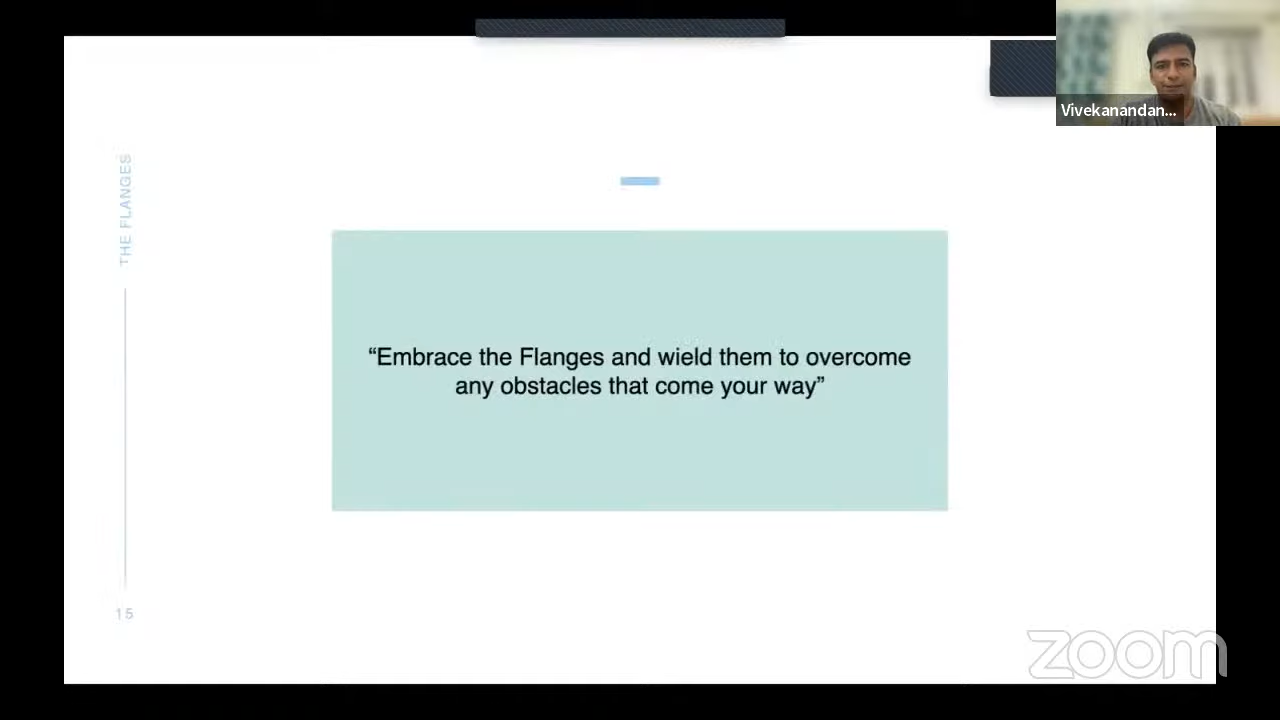 Vivekanandan...
THE FLANGES
“Embrace the Flanges and wield them to overcome
any obstacles that come your way”
15
zoom